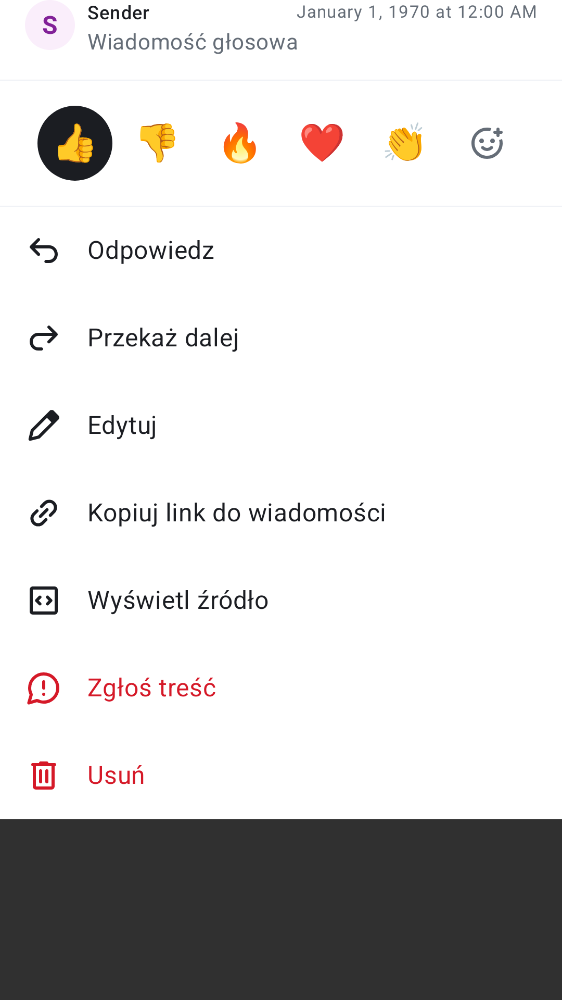 S
Sender
January 1, 1970 at 12:00 AM
Wiadomość głosowa
Odpowiedz
Przekaż dalej
Edytuj
Kopiuj link do wiadomości
Wyświetl źródło
Zgłoś treść
Usuń